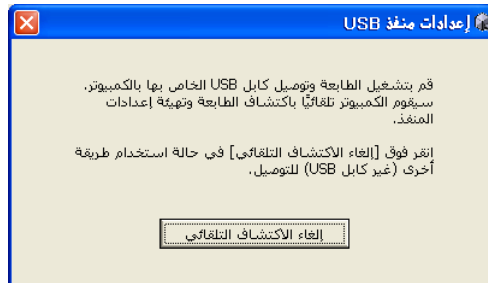 إعدادات منفذ USB
قم بتشغيل الطابعة وتوصيل كابل USB الخاص بها بالكمبيوتر.
سيقوم الكمبيوتر تلقائيًا باكتشاف الطابعة وتهيئة إعدادات
المنفذ.
انقر فوق [إلغاء الاكتشاف التلقائي] في حالة استخدام طريقة
أخرى (غير كابل USB) للتوصيل.
إلغاء الاكتشاف التلقائي